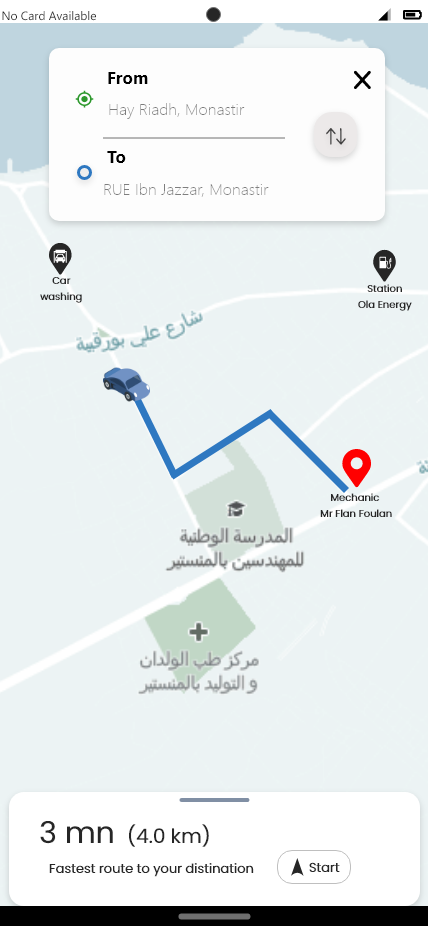 No Card Available
From
Hay Riadh, Monastir
To
RUE Ibn Jazzar, Monastir
Car
washing
Station
Ola Energy
شارع علي بورقيبة
Mechanic
Mr Flan Foulan
المدرسة الوطنية
للمهندسين بالمنستير
مركز طب الولدان
و التوليد بالمنستير
3 mn (4.0 km)
Fastest route to your distination
Start